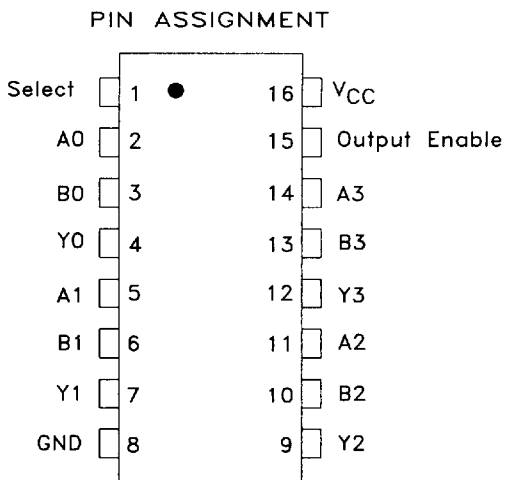 PIN ASSIGNMENT
Select 1 16 VCC
A0 2 15 Output Enable
B0 3 14 A3
Y0 4 13 B3
A1 5 12 Y3
B1 6 11 A2
Y1 7 10 B2
GND 8 9 Y2